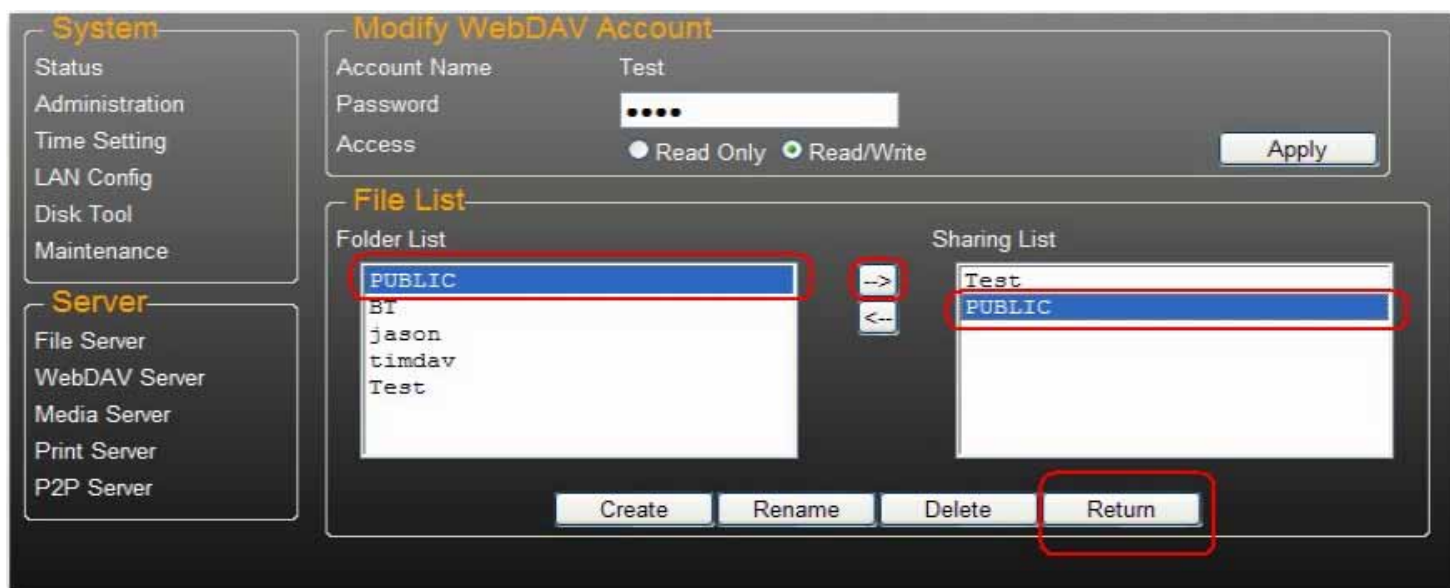 System
Status
Administration
Time Setting
LAN Config
Disk Tool
Maintenance
Server
File Server
WebDAV Server
Media Server
Print Server
P2P Server
Modify WebDAV Account
Account Name Test
Password ••••
Access Read Only Read/Write
Apply
File List
Folder List
PUBLIC
BT
jason
timdav
Test
-->
<--
Sharing List
Test
PUBLIC
Create Rename Delete Return